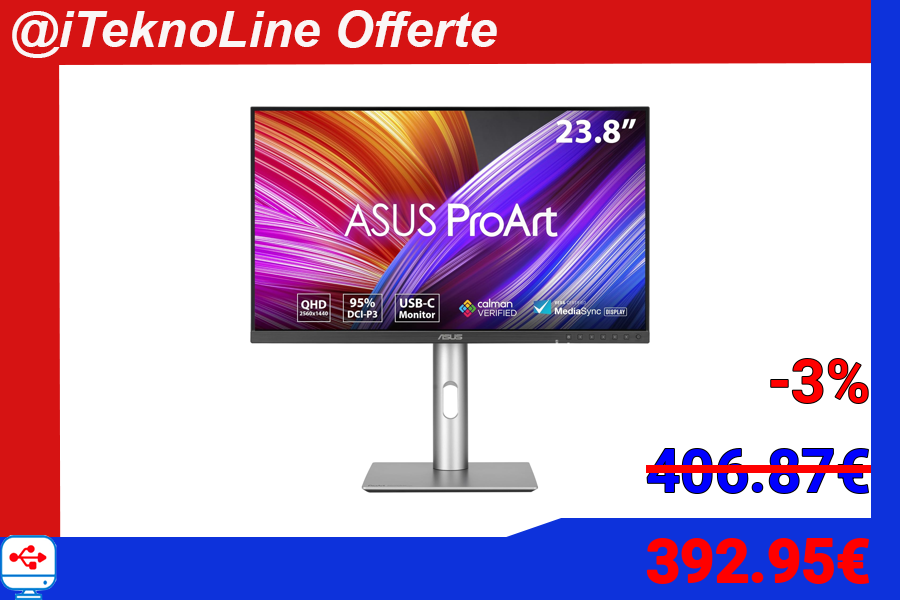 @iTeknoLine Offerte
23.8”
ASUS ProArt
QHD
2560x1440
95%
DCI-P3
USB-C
Monitor
calman
VERIFIED
MediaSync DISPLAY
ASUS
-3%
406.87€
392.95€